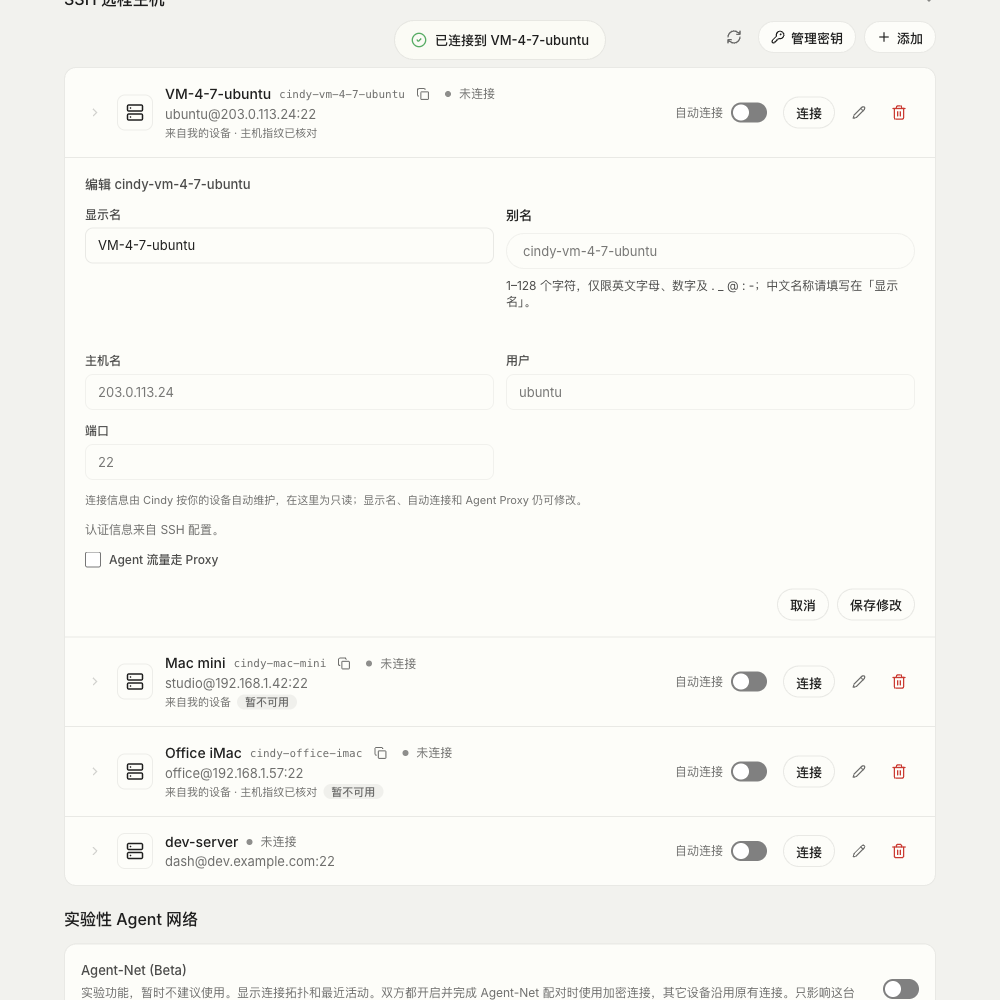 SSH 远程主机
已连接到 VM-4-7-ubuntu
管理密钥
添加
VM-4-7-ubuntu cindy-vm-4-7-ubuntu 未连接
ubuntu@203.0.113.24:22
来自我的设备 · 主机指纹已核对
自动连接
连接
编辑 cindy-vm-4-7-ubuntu
显示名
VM-4-7-ubuntu
别名
cindy-vm-4-7-ubuntu
1–128 个字符，仅限英文字母、数字及 . _ @ : -；中文名称请填写在「显示
名」。
主机名
203.0.113.24
用户
ubuntu
端口
22
连接信息由 Cindy 按你的设备自动维护，在这里为只读；显示名、自动连接和 Agent Proxy 仍可修改。
认证信息来自 SSH 配置。
Agent 流量走 Proxy
取消
保存修改
Mac mini cindy-mac-mini 未连接
studio@192.168.1.42:22
来自我的设备 暂不可用
自动连接
连接
Office iMac cindy-office-imac 未连接
office@192.168.1.57:22
来自我的设备 · 主机指纹已核对 暂不可用
自动连接
连接
dev-server 未连接
dash@dev.example.com:22
自动连接
连接
实验性 Agent 网络
Agent-Net (Beta)
实验功能，暂时不建议使用。显示连接拓扑和最近活动。双方都开启并完成 Agent-Net 配对时使用加密连接，其它设备沿用原有连接。只影响这台